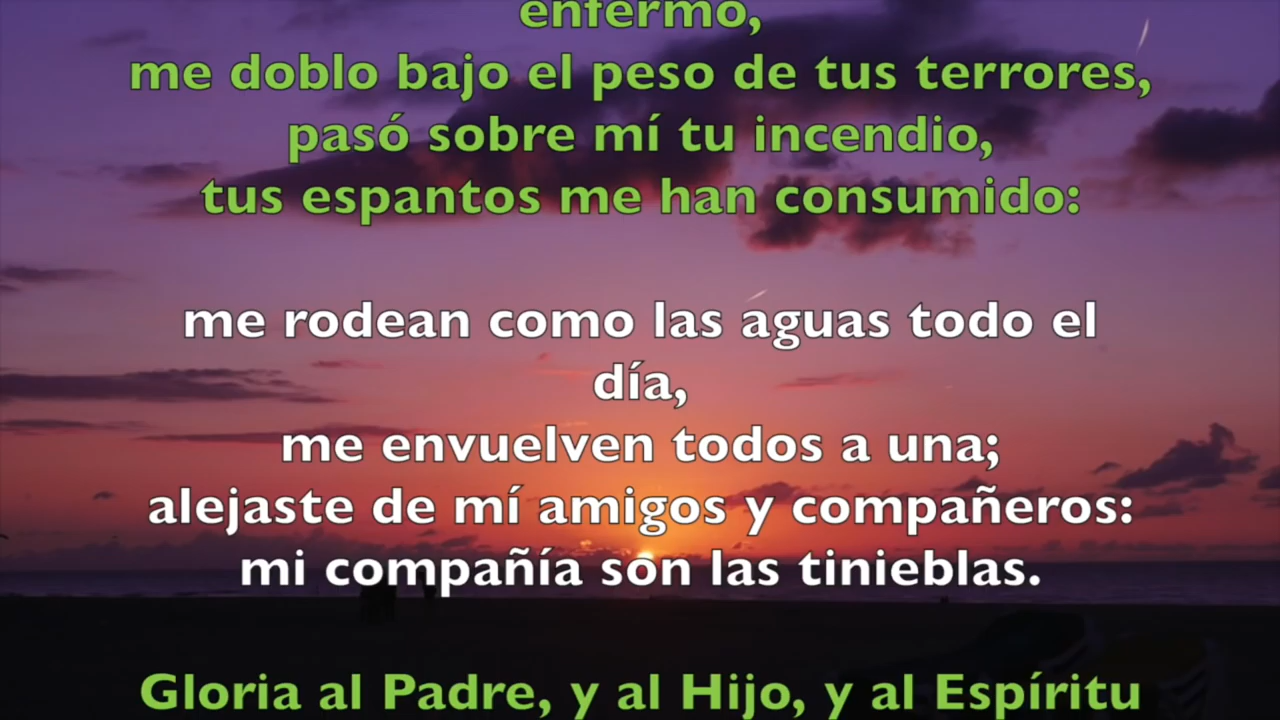 enfermo,
me doblo bajo el peso de tus terrores,
pasó sobre mí tu incendio,
tus espantos me han consumido:
me rodean como las aguas todo el
día,
me envuelven todos a una;
alejaste de mí amigos y compañeros:
mi compañía son las tinieblas.
Gloria al Padre, y al Hijo, y al Espíritu